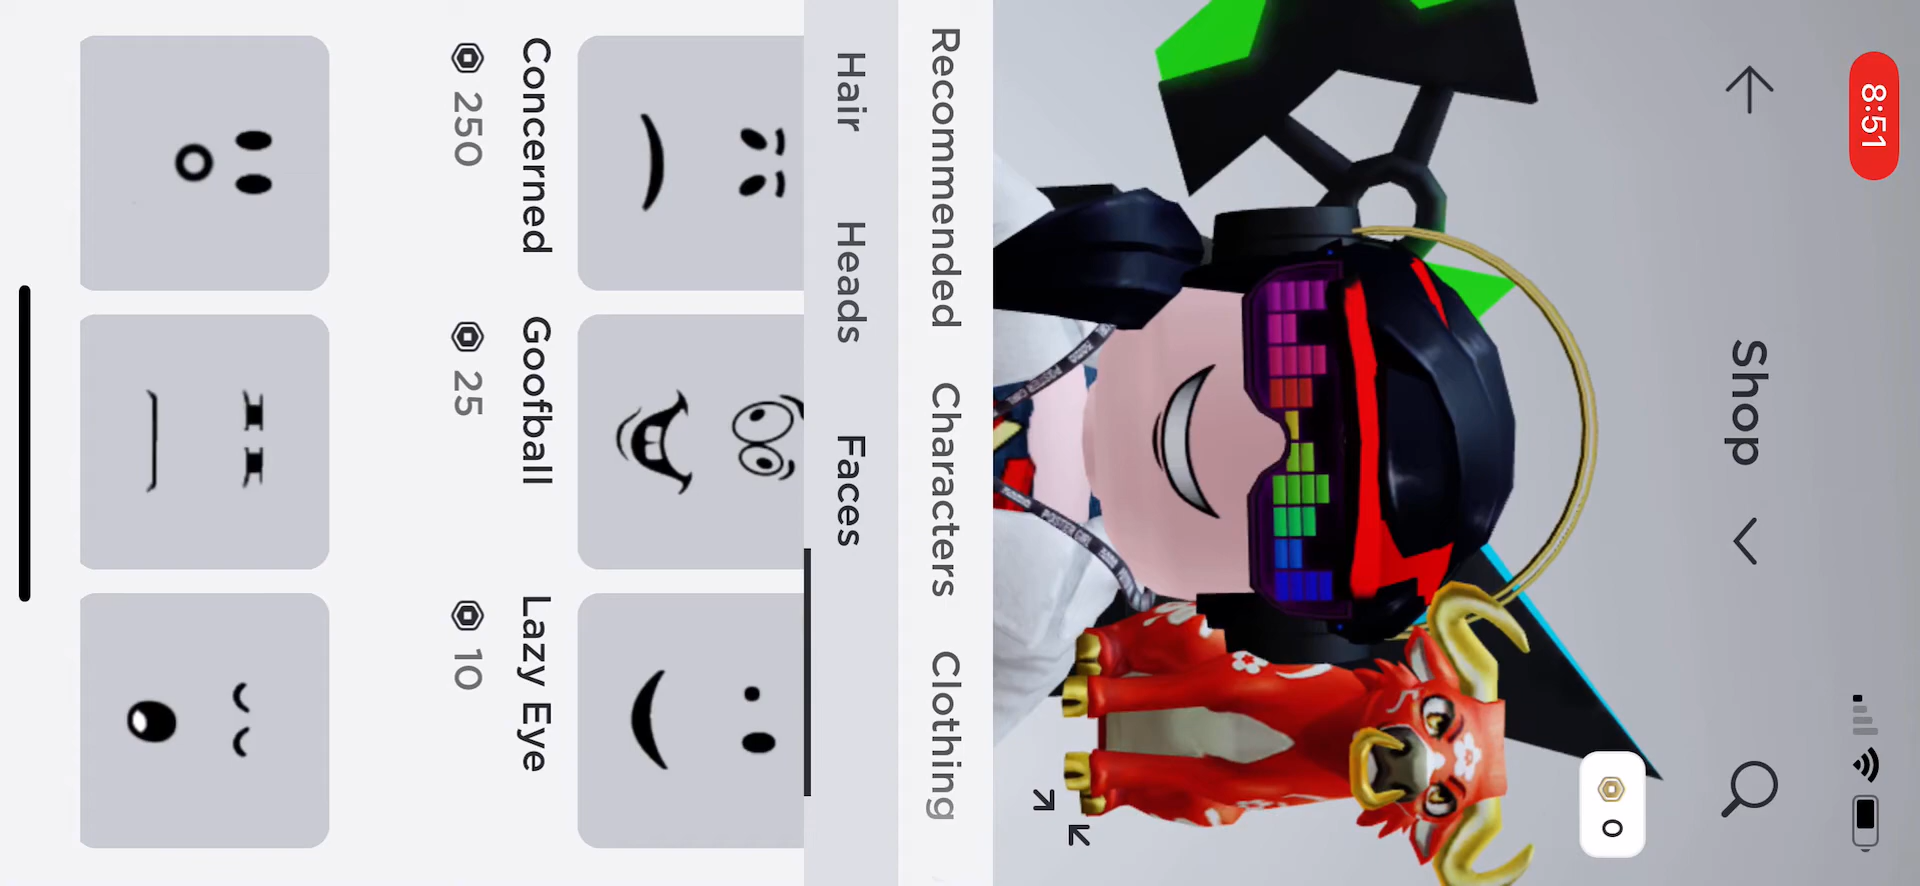 8:51
Shop
0
Recommended Characters Clothing
Hair Heads Faces
Concerned Goofball Lazy Eye
250 25 10